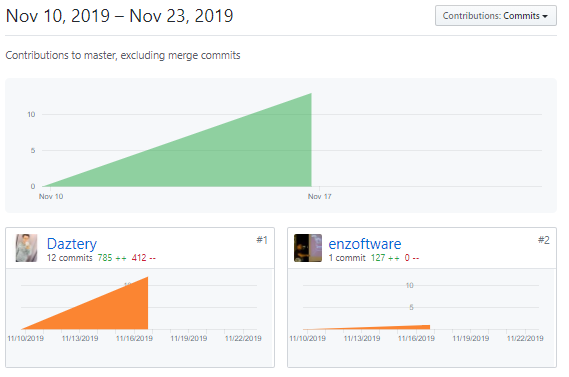 Nov 10, 2019 – Nov 23, 2019
Contributions: Commits
Contributions to master, excluding merge commits
10
5
0
Nov 10 Nov 17
Daztery #1
12 commits 785 ++ 412 --
11/10/2019 11/13/2019 11/16/2019 11/19/2019 11/22/2019
enzoftware #2
1 commit 127 ++ 0 --
10
5
11/10/2019 11/13/2019 11/16/2019 11/19/2019 11/22/2019